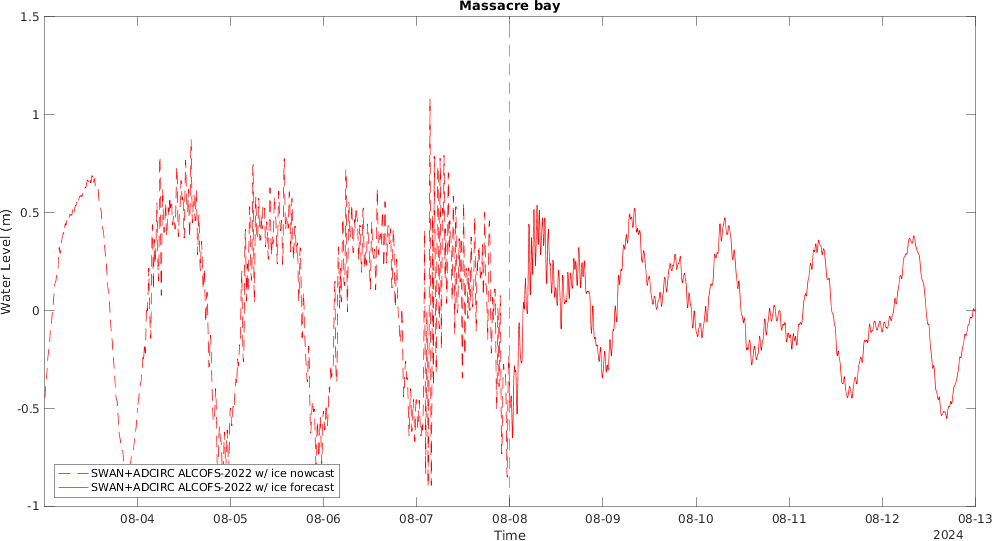 Massacre bay
1.5
1
0.5
0
-0.5
-1
Water Level (m)
SWAN+ADCIRC ALCOFS-2022 w/ ice nowcast
SWAN+ADCIRC ALCOFS-2022 w/ ice forecast
08-04 08-05 08-06 08-07 08-08 08-09 08-10 08-11 08-12 08-13
Time
2024